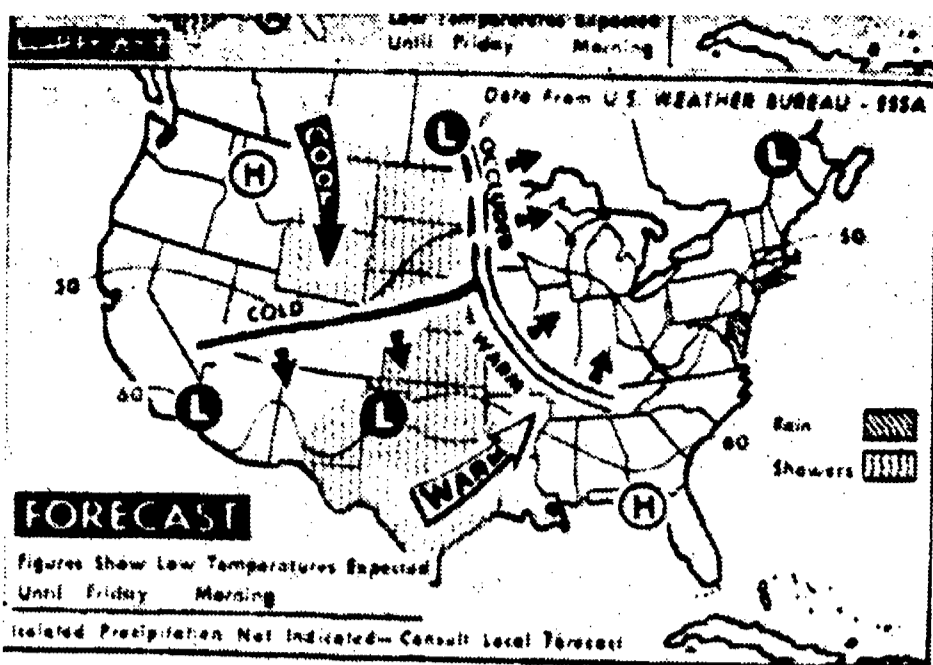 Low Temperatures Expected
Until Friday Morning
Data From U.S. WEATHER BUREAU - ESSA
L
COOL
H
OCCLUDED
L
50
50
COLD
WARM
60
L
L
60
Rain
WARM
Showers
H
FORECAST
Figures Show Low Temperatures Expected
Until Friday Morning
Isolated Precipitation Not Indicated— Consult Local Forecast